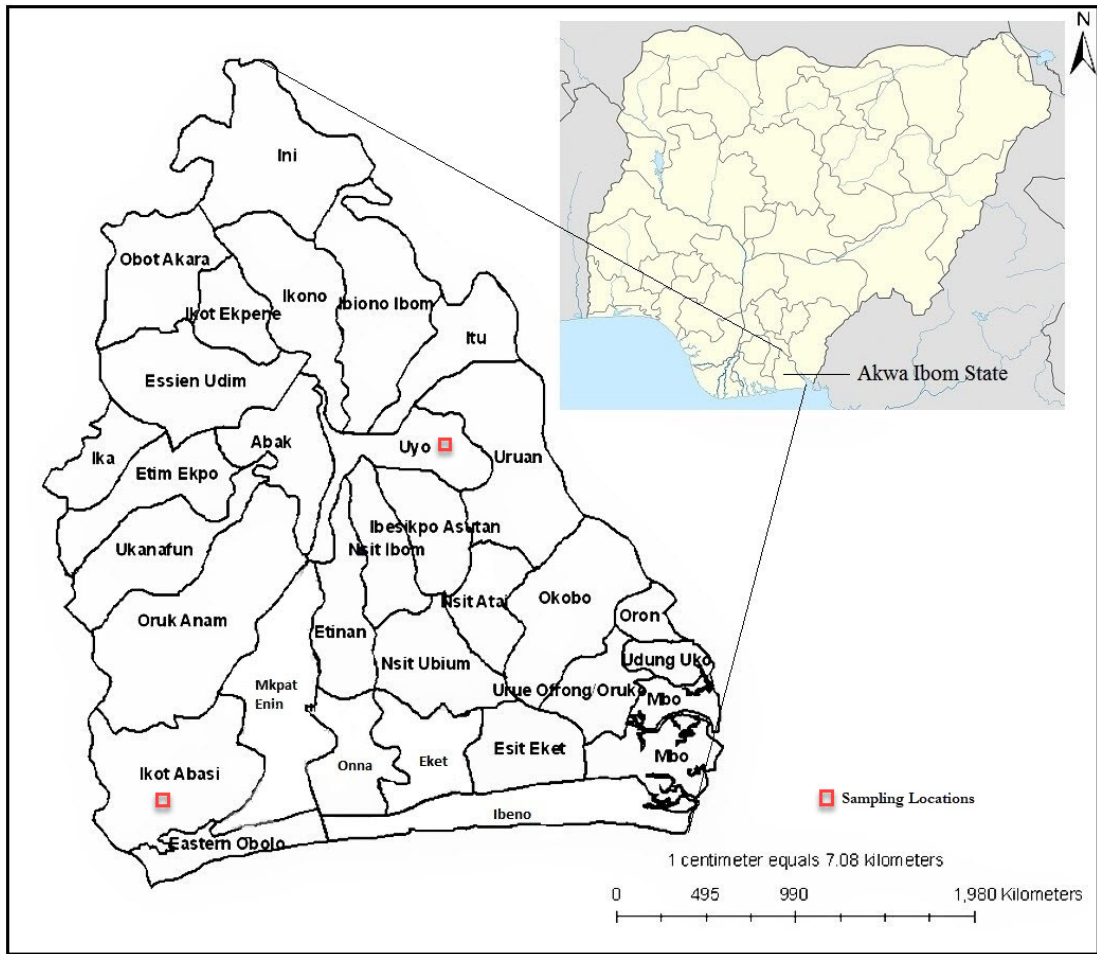 N
Ini
Akwa Ibom State
Obot Akara
Ikono
Ibiono Ibom
Ikot Ekpene
Itu
Essien Udim
Abak
Uyo
Uruan
Ika
Etim Ekpo
Ibesikpo Asutan
Ukanafun
Nsit Ibom
Nsit Atai
Okobo
Oruk Anam
Etinan
Oron
Nsit Ubium
Udung Uko
Mkpat
Enin
Urue Offong/Oruko
Mbo
Ikot Abasi
Onna
Eket
Esit Eket
Mbo
Sampling Locations
Ibeno
Eastern Obolo
1 centimeter equals 7.08 kilometers
0 495 990 1,980 Kilometers